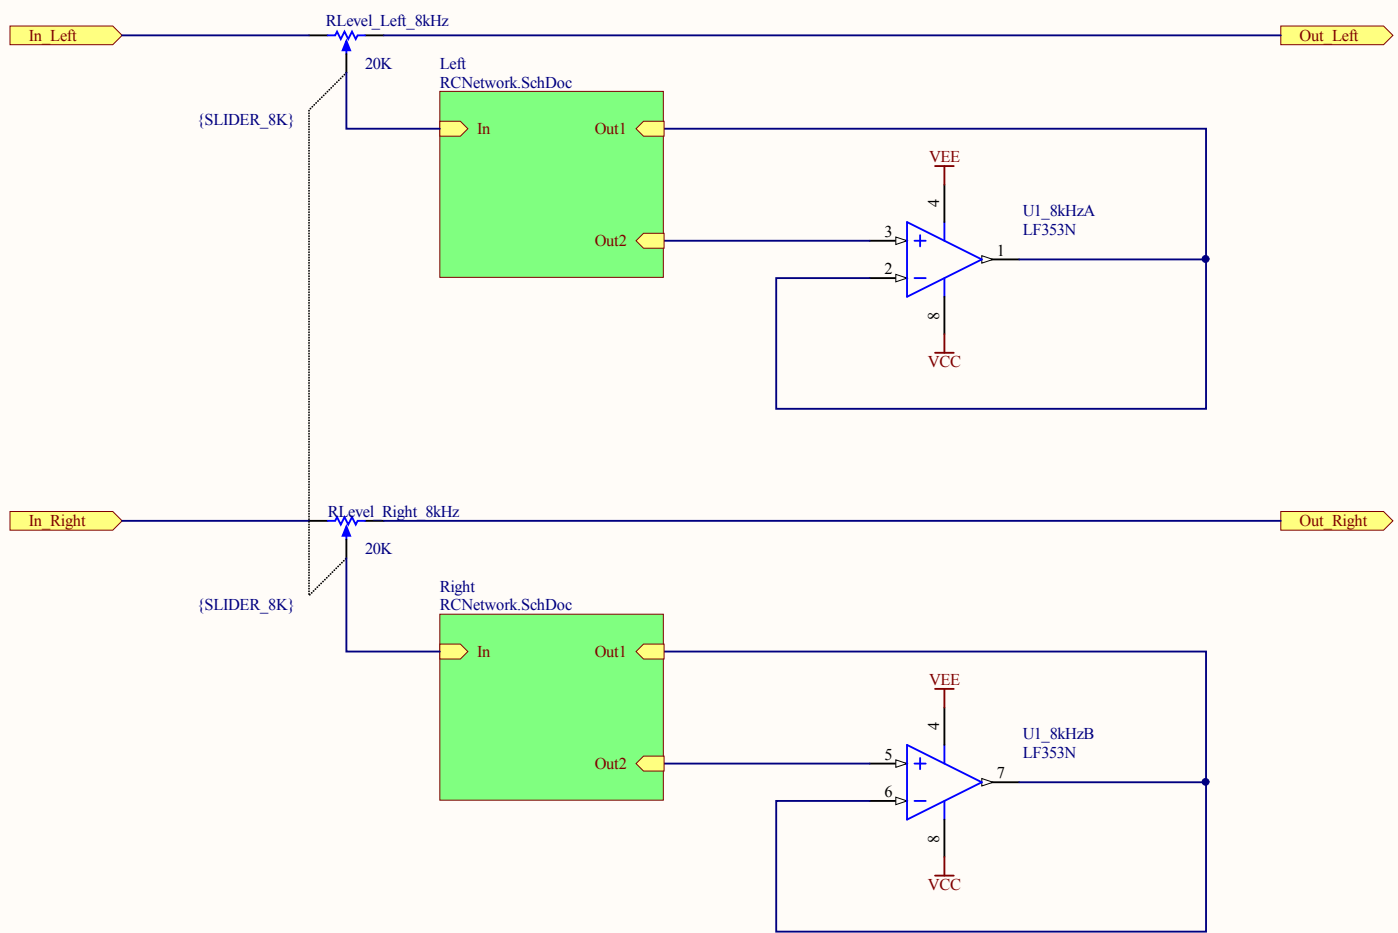 RLevel_Left_8kHz
In_Left
Out_Left
20K
Left
RCNetwork.SchDoc
{SLIDER_8K}
In
Out1
VEE
4
U1_8kHzA
LF353N
Out2
3
+
1
2
−
8
VCC
RLevel_Right_8kHz
In_Right
Out_Right
20K
Right
RCNetwork.SchDoc
{SLIDER_8K}
In
Out1
VEE
4
U1_8kHzB
LF353N
Out2
5
+
7
6
−
8
VCC